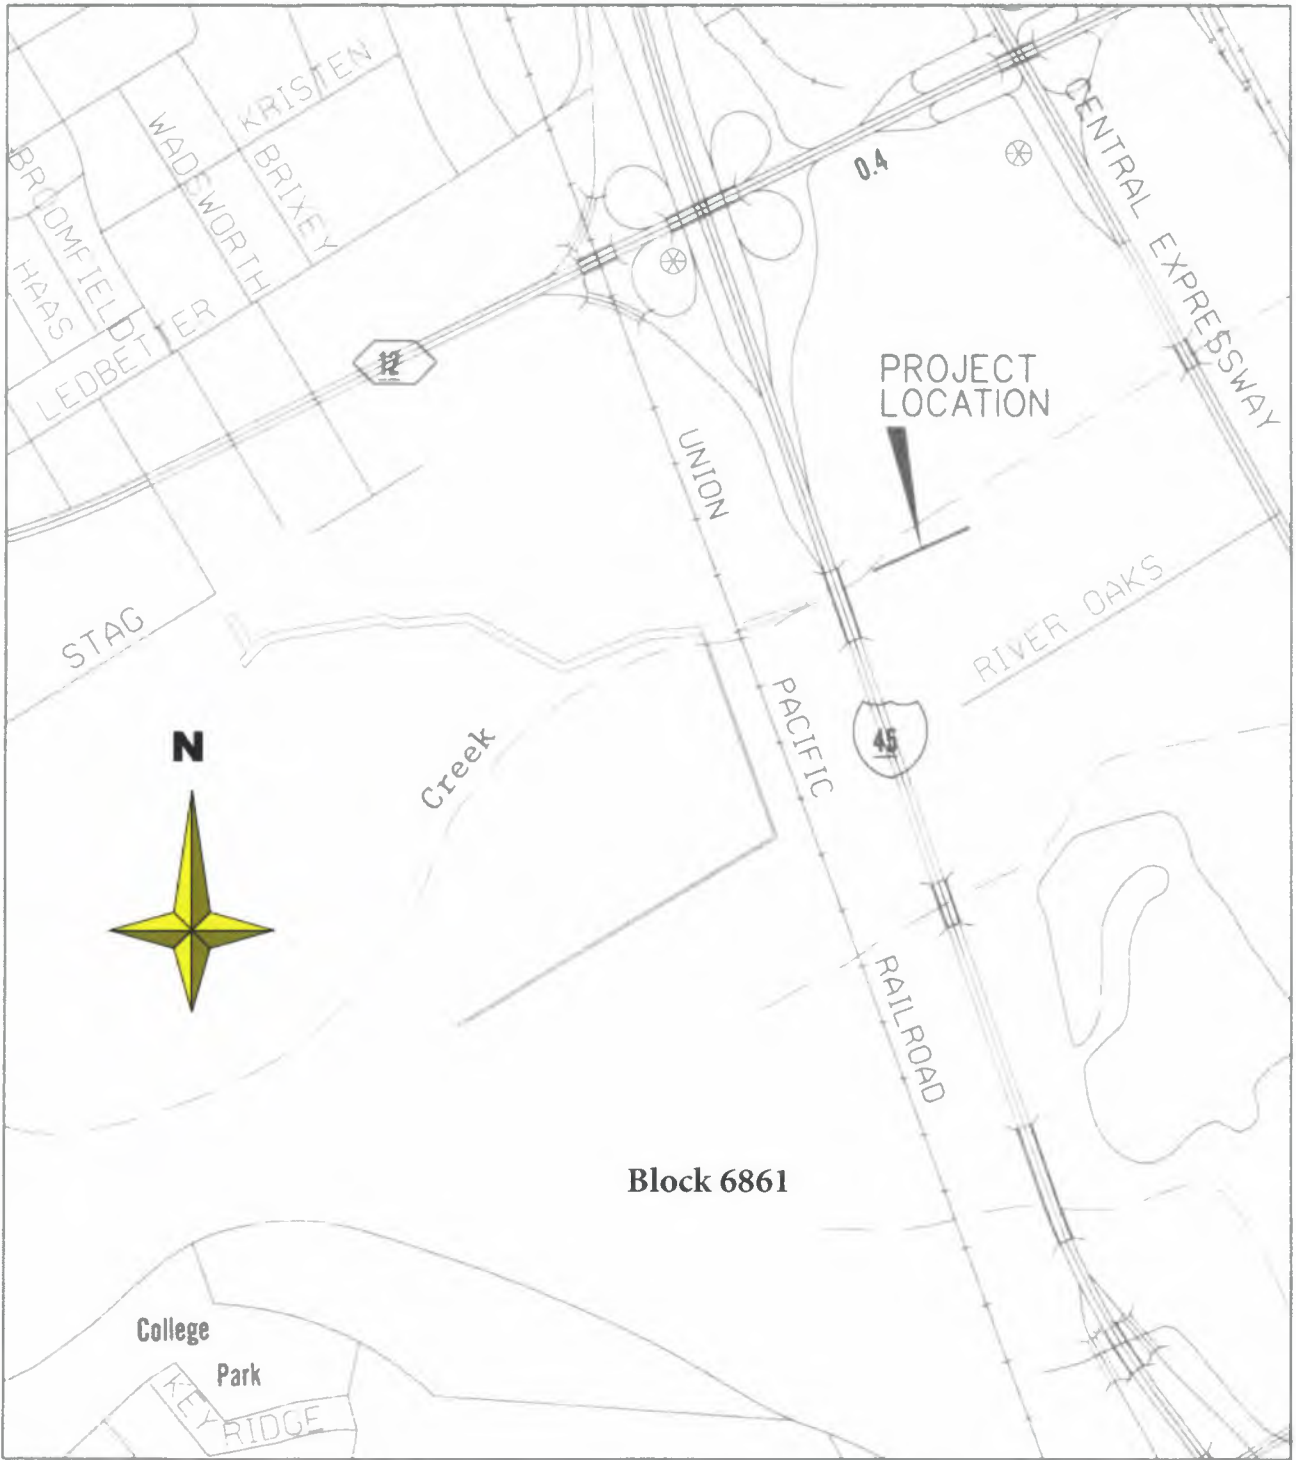 KRISTEN
WADSWORTH
BRIXEY
BROOMFIELD
HAAS
LEDBETTER
12
0.4
CENTRAL EXPRESSWAY
PROJECT
LOCATION
UNION
PACIFIC
RAILROAD
STAG
RIVER OAKS
45
N
Creek
Block 6861
College
Park
KEY RIDGE